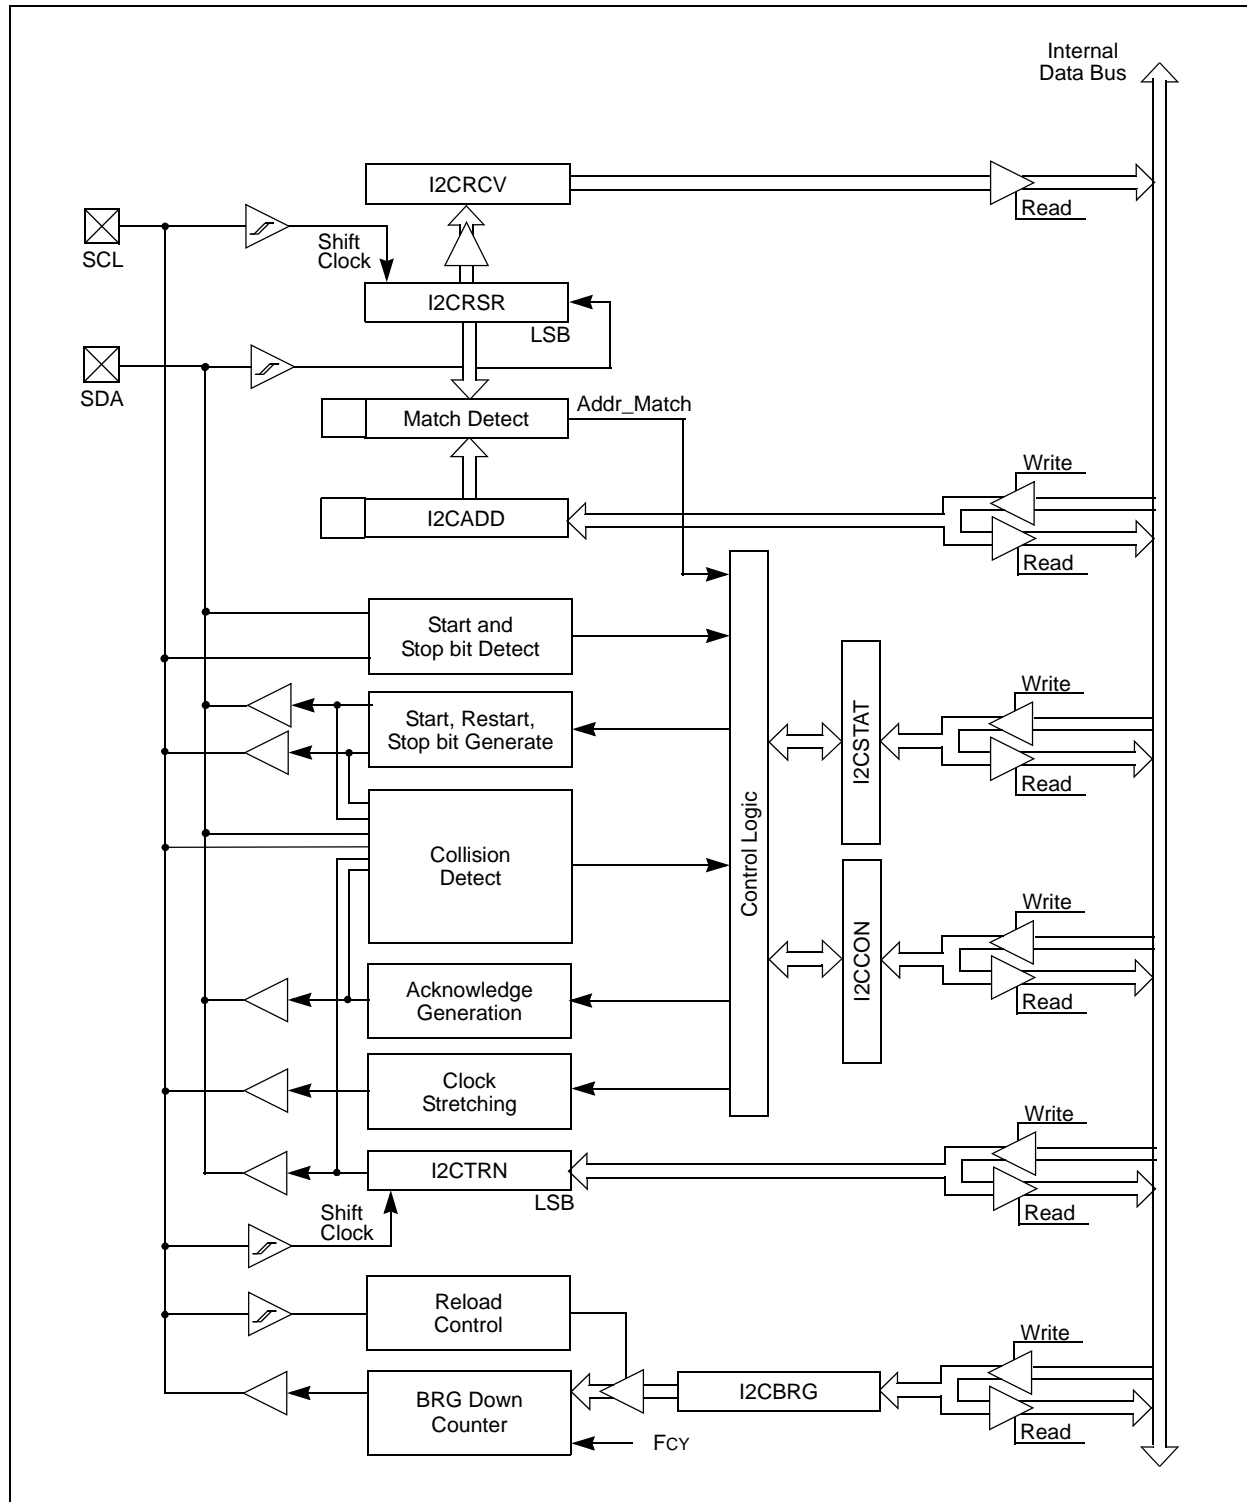 Internal
Data Bus
I2CRCV
Read
SCL
Shift
Clock
I2CRSR
LSB
SDA
Match Detect
Addr_Match
Write
I2CADD
Read
Start and
Stop bit Detect
Write
Start, Restart,
Stop bit Generate
Read
I2CSTAT
Control Logic
Collision
Detect
Write
I2CCON
Read
Acknowledge
Generation
Clock
Stretching
Write
I2CTRN
LSB
Read
Shift
Clock
Reload
Control
Write
I2CBRG
BRG Down
Counter
Read
FCY